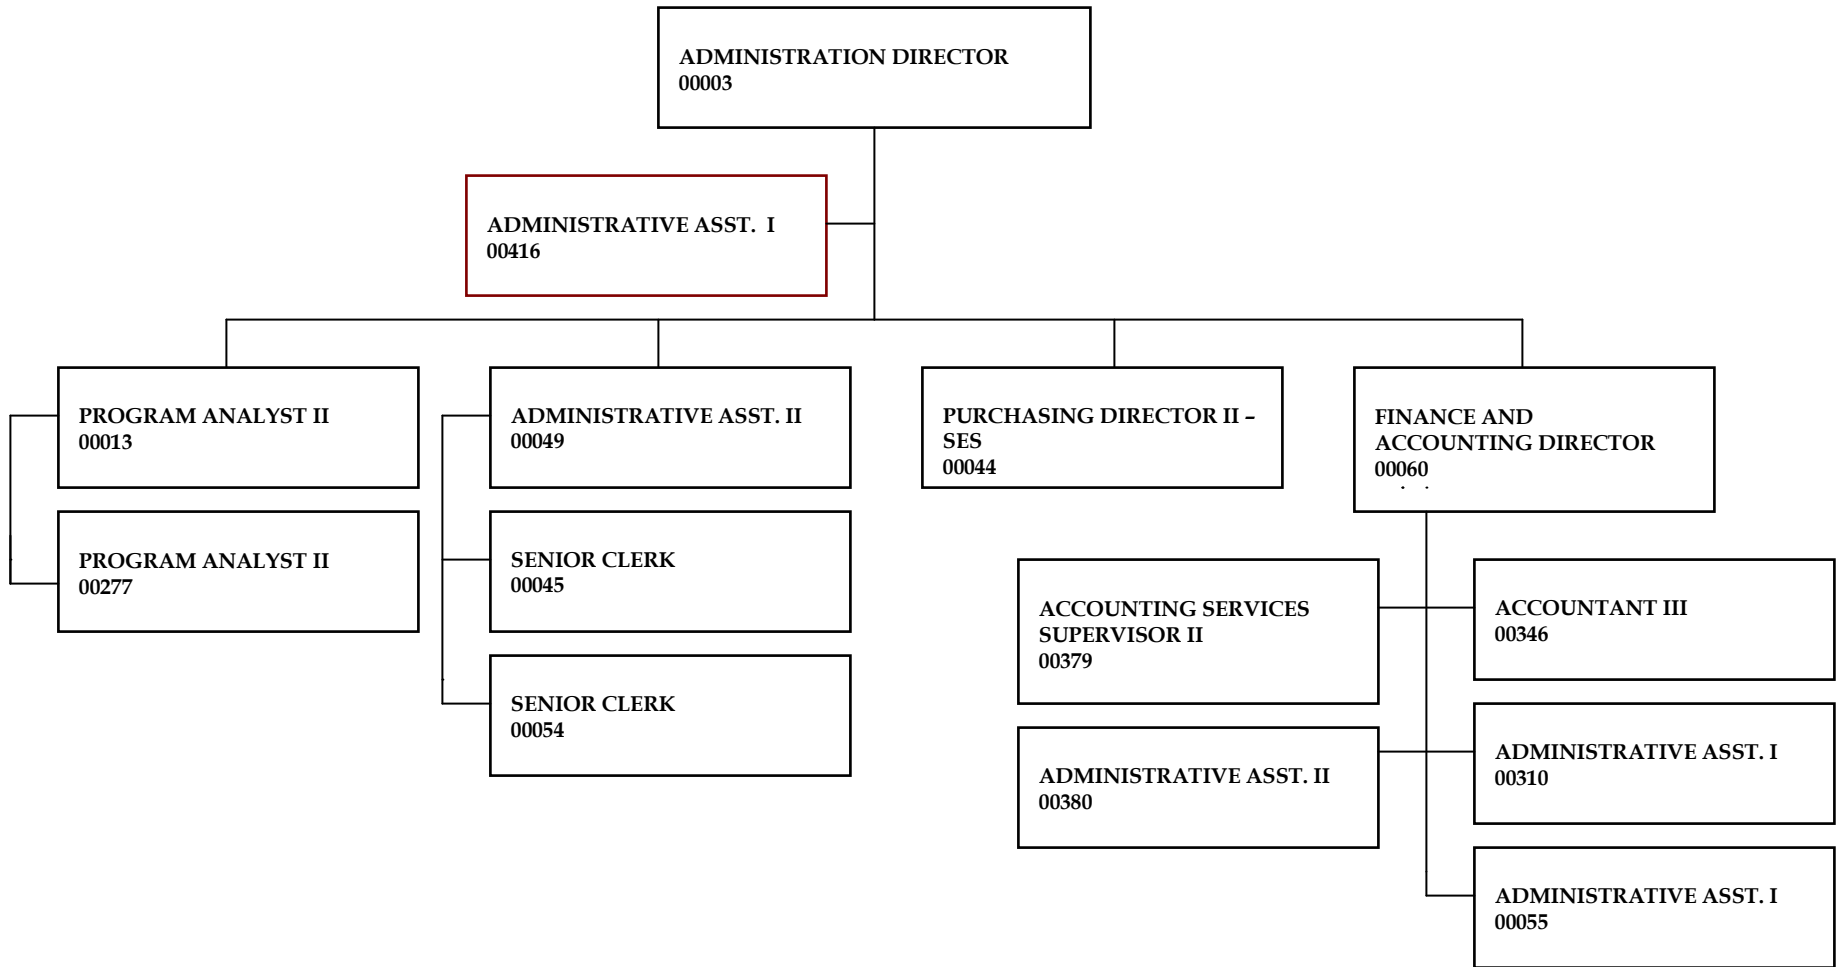 ADMINISTRATION DIRECTOR
00003
ADMINISTRATIVE ASST.  I
00416
PROGRAM ANALYST II
00013
PROGRAM ANALYST II
00277
ADMINISTRATIVE ASST. II
00049
SENIOR CLERK
00045
SENIOR CLERK
00054
PURCHASING DIRECTOR II –
SES
00044
FINANCE AND
ACCOUNTING DIRECTOR
00060
ACCOUNTING SERVICES
SUPERVISOR II
00379
ACCOUNTANT III
00346
ADMINISTRATIVE ASST. II
00380
ADMINISTRATIVE ASST. I
00310
ADMINISTRATIVE ASST. I
00055